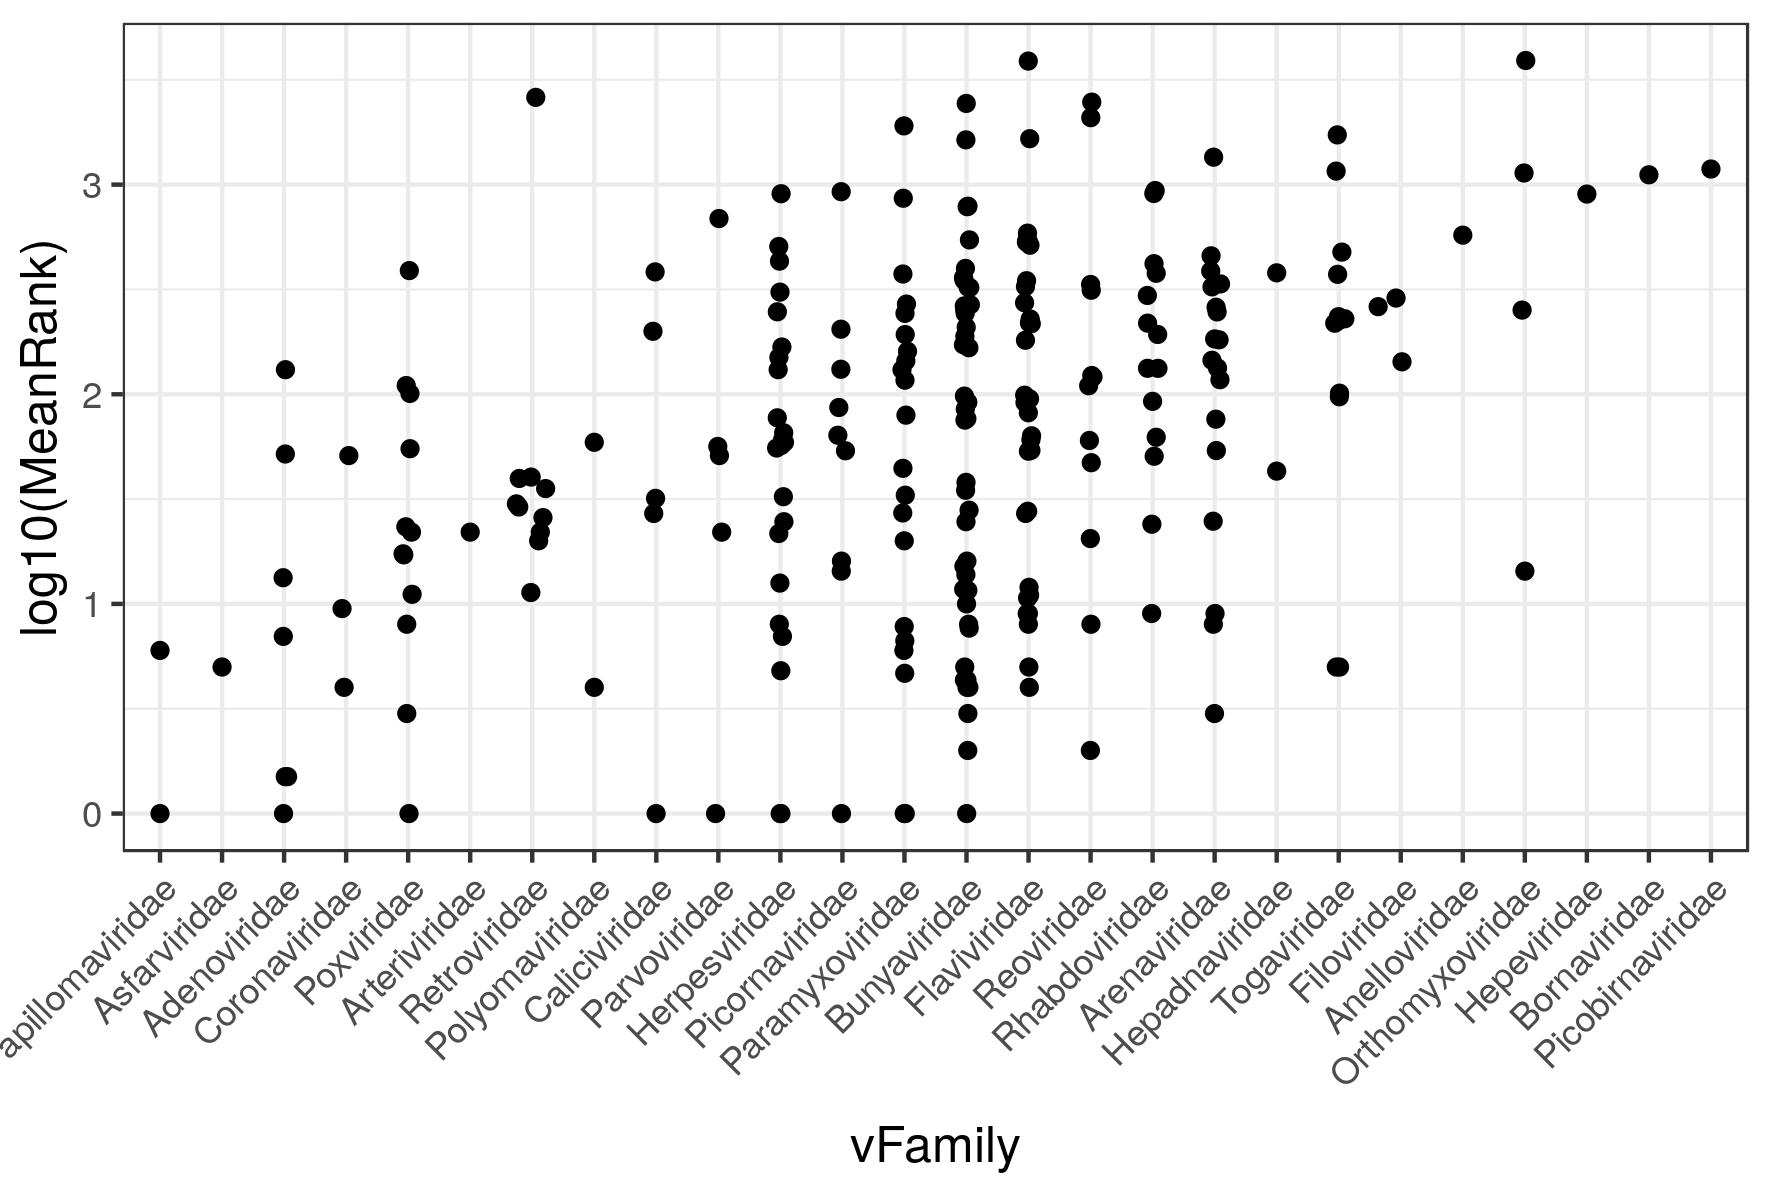 log10(MeanRank)
3
2
1
0
apillomaviridae
Asfarviridae
Adenoviridae
Coronaviridae
Poxviridae
Arteriviridae
Retroviridae
Polyomaviridae
Caliciviridae
Parvoviridae
Herpesviridae
Picornaviridae
Paramyxoviridae
Bunyaviridae
Flaviviridae
Reoviridae
Rhabdoviridae
Arenaviridae
Hepadnaviridae
Togaviridae
Filoviridae
Anelloviridae
Orthomyxoviridae
Hepeviridae
Bornaviridae
Picobirnaviridae
vFamily